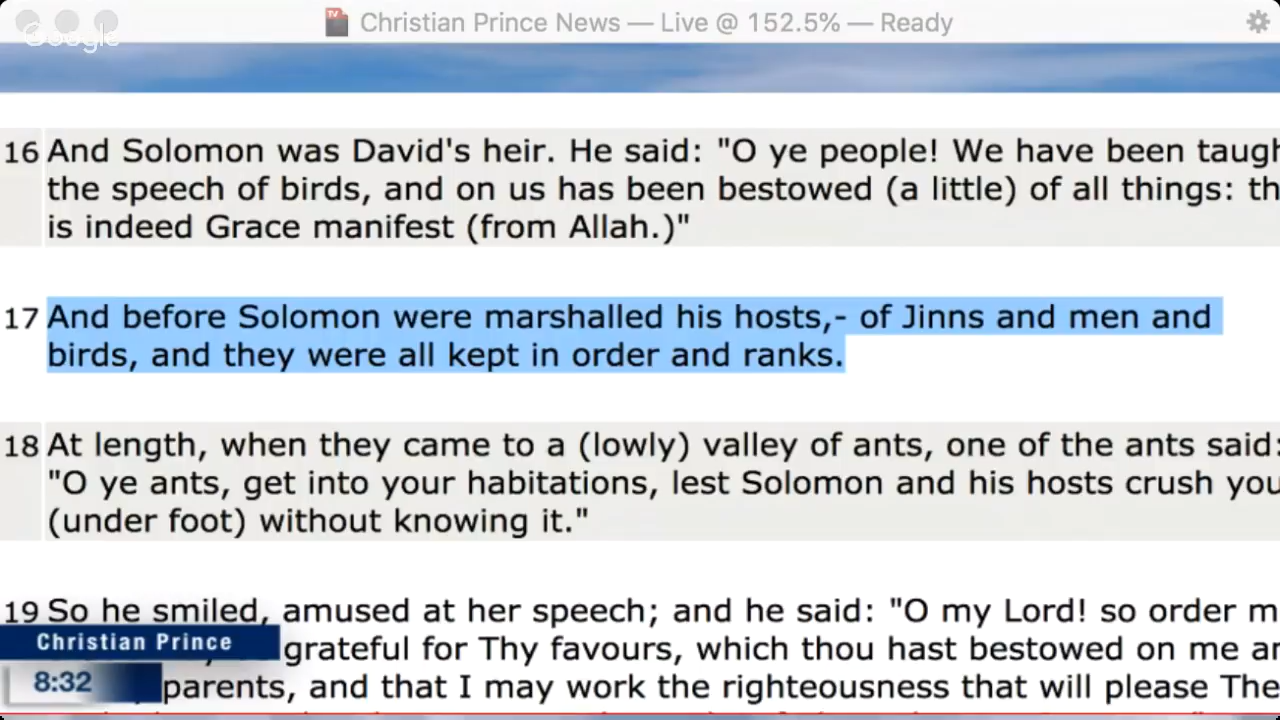 Google
Christian Prince News — Live @ 152.5% — Ready
16 And Solomon was David's heir. He said: "O ye people! We have been taugh
the speech of birds, and on us has been bestowed (a little) of all things: th
is indeed Grace manifest (from Allah.)"
17 And before Solomon were marshalled his hosts,- of Jinns and men and
birds, and they were all kept in order and ranks.
18 At length, when they came to a (lowly) valley of ants, one of the ants said:
"O ye ants, get into your habitations, lest Solomon and his hosts crush you
(under foot) without knowing it."
19 So he smiled, amused at her speech; and he said: "O my Lord! so order m
grateful for Thy favours, which thou hast bestowed on me an
parents, and that I may work the righteousness that will please The
Christian Prince
8:32